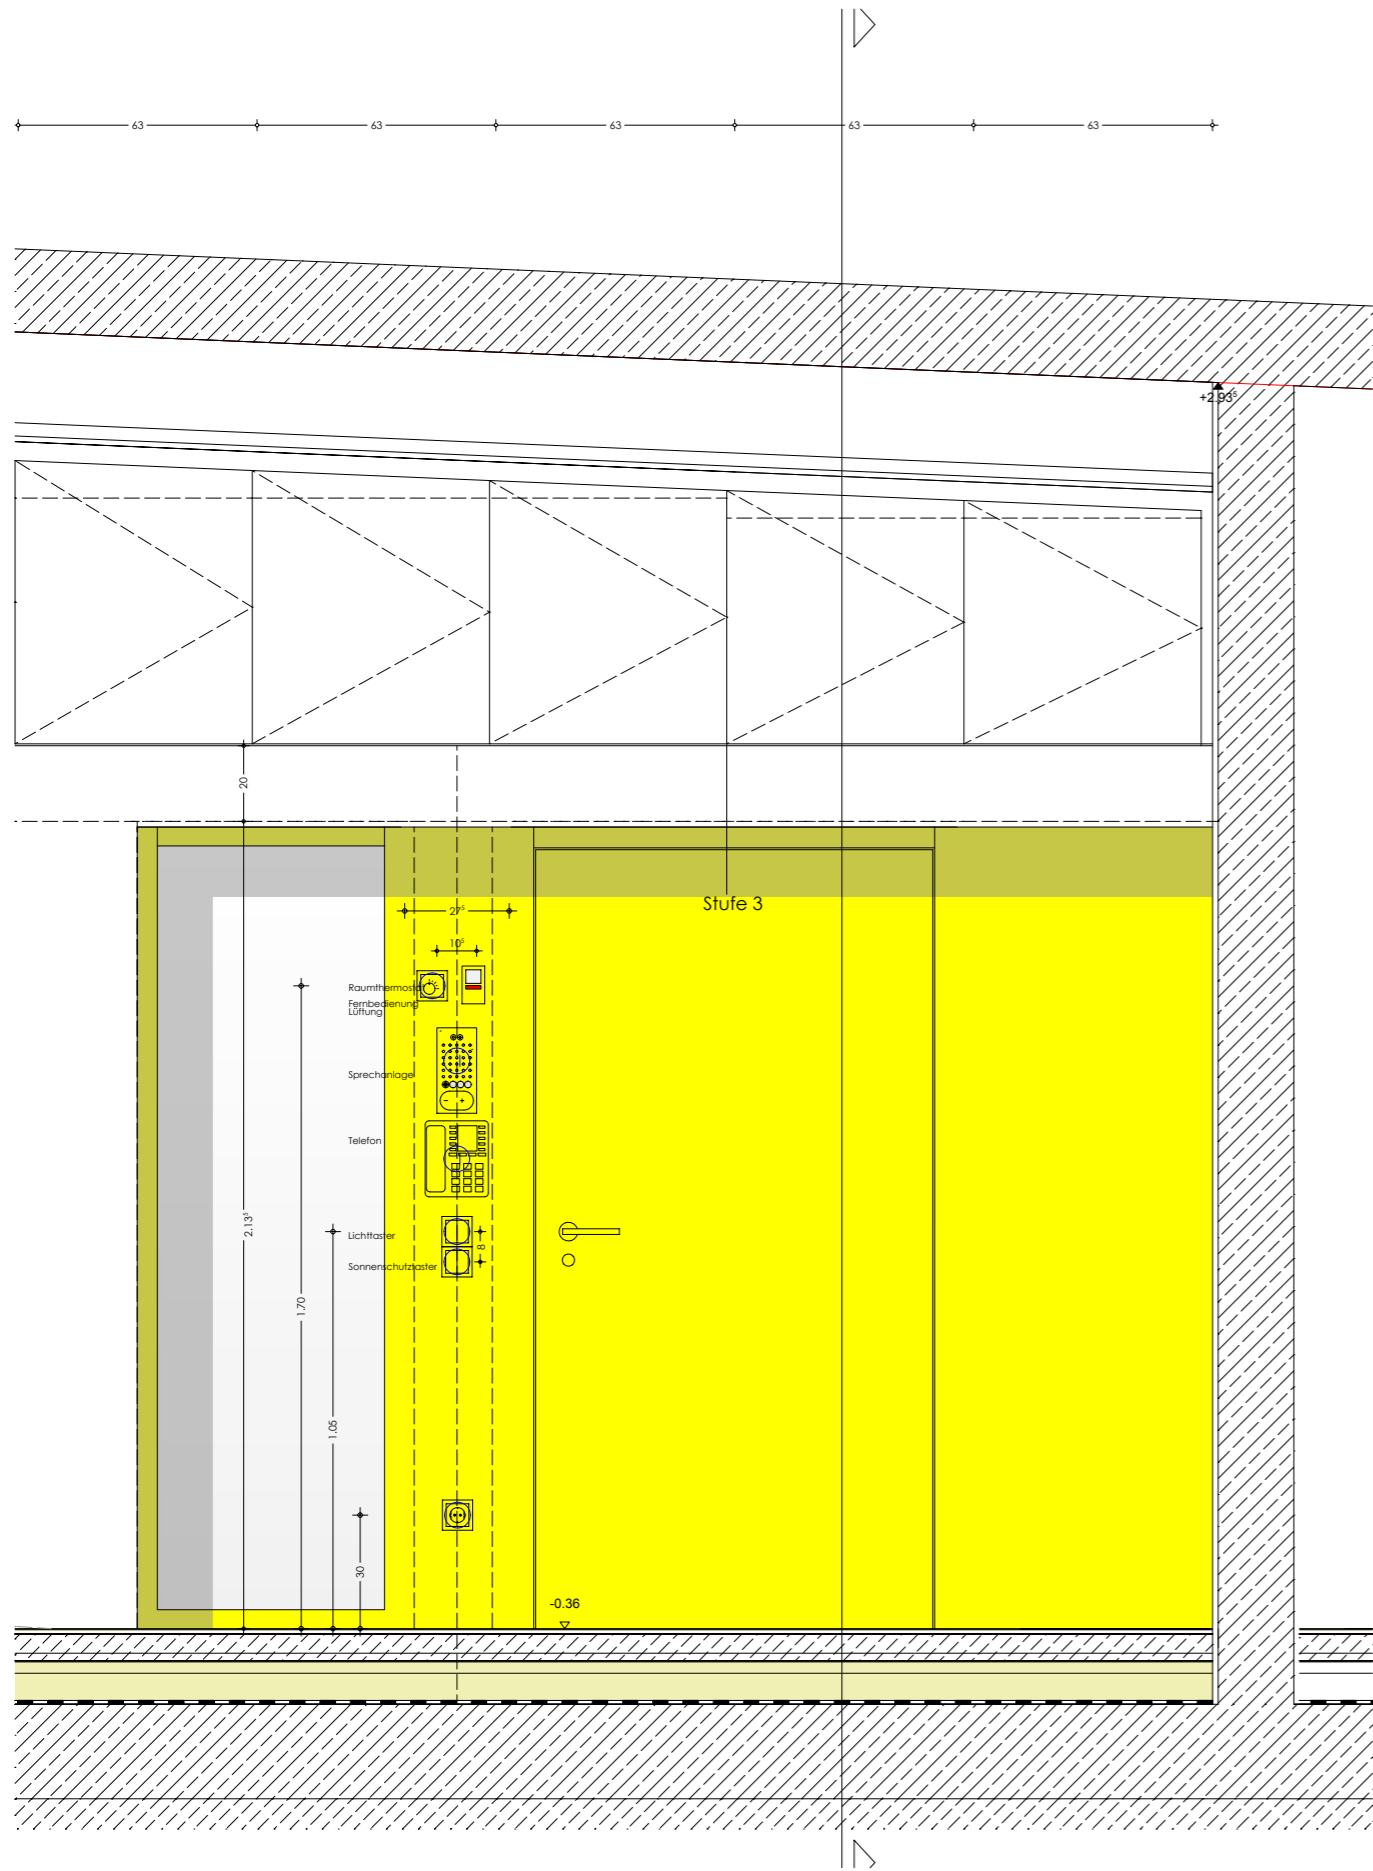 63 63 63 63 63
+2.93⁵
20
Stufe 3
27⁵
10⁵
Raumthermostat
Fernbedienung
Lüftung
Sprechanlage
Telefon
2.13⁵
Lichttaster
8
Sonnenschutztaster
1.70
1.05
30
-0.36